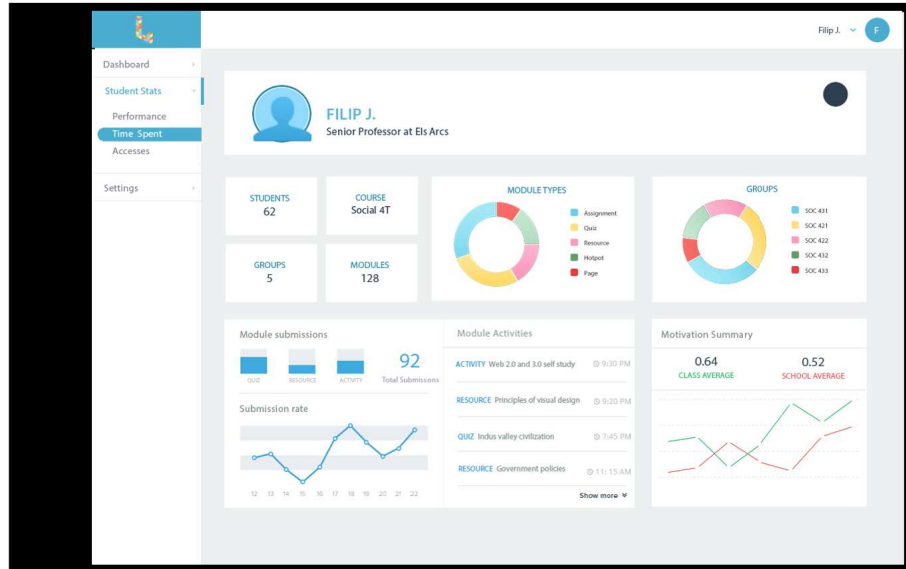 Filip J.
F
Dashboard
Student Stats
Performance
Time Spent
Accesses
Settings
FILIP J.
Senior Professor at Els Arcs
STUDENTS
62
COURSE
Social 4T
GROUPS
5
MODULES
128
MODULE TYPES
Assignment
Quiz
Resource
Hotpot
Page
GROUPS
SOC 431
SOC 421
SOC 422
SOC 432
SOC 433
Module submissions
QUIZ
RESOURCE
ACTIVITY
92
Total Submissons
Submission rate
12 13 14 15 16 17 18 19 20 21 22
Module Activities
ACTIVITY Web 2.0 and 3.0 self study 9:30 PM
RESOURCE Principles of visual design 9:20 PM
QUIZ Indus valley civilization 7:45 PM
RESOURCE Government policies 11: 15 AM
Show more
Motivation Summary
0.64
CLASS AVERAGE
0.52
SCHOOL AVERAGE